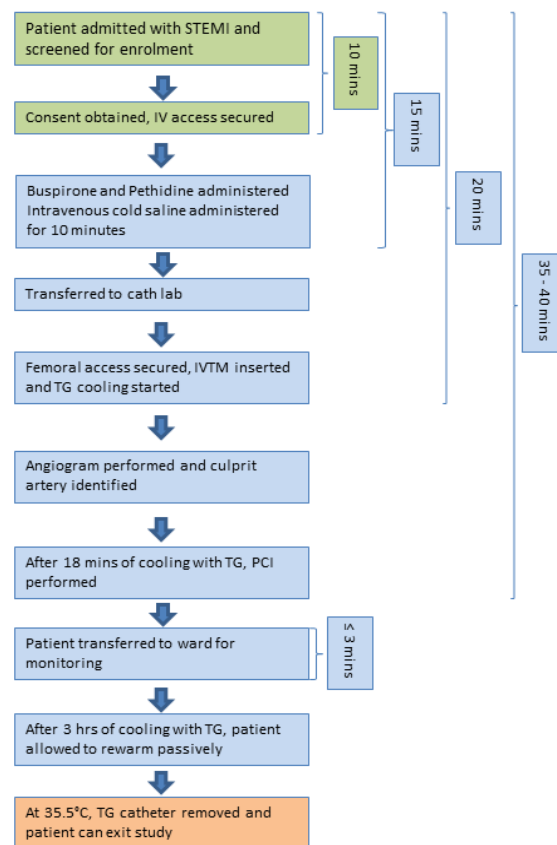 Patient admitted with STEMI and
screened for enrolment
10 mins
Consent obtained, IV access secured
15 mins
Buspirone and Pethidine administered
Intravenous cold saline administered
for 10 minutes
20 mins
Transferred to cath lab
35 - 40 mins
Femoral access secured, IVTM inserted
and TG cooling started
Angiogram performed and culprit
artery identified
After 18 mins of cooling with TG, PCI
performed
Patient transferred to ward for
monitoring
≤ 3 mins
After 3 hrs of cooling with TG, patient
allowed to rewarm passively
At 35.5°C, TG catheter removed and
patient can exit study